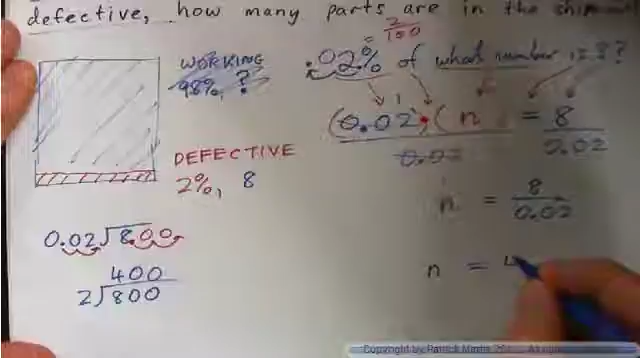 defective, how many parts are in the
= 2/100
WORKING
98%, ?
.02% of what number is 8?
(0.02)·(n) = 8
0.02 0.02
DEFECTIVE
2%, 8
n = 8/0.02
0.02)8.00
400
2)800
n = 4
Copyright by Patrick